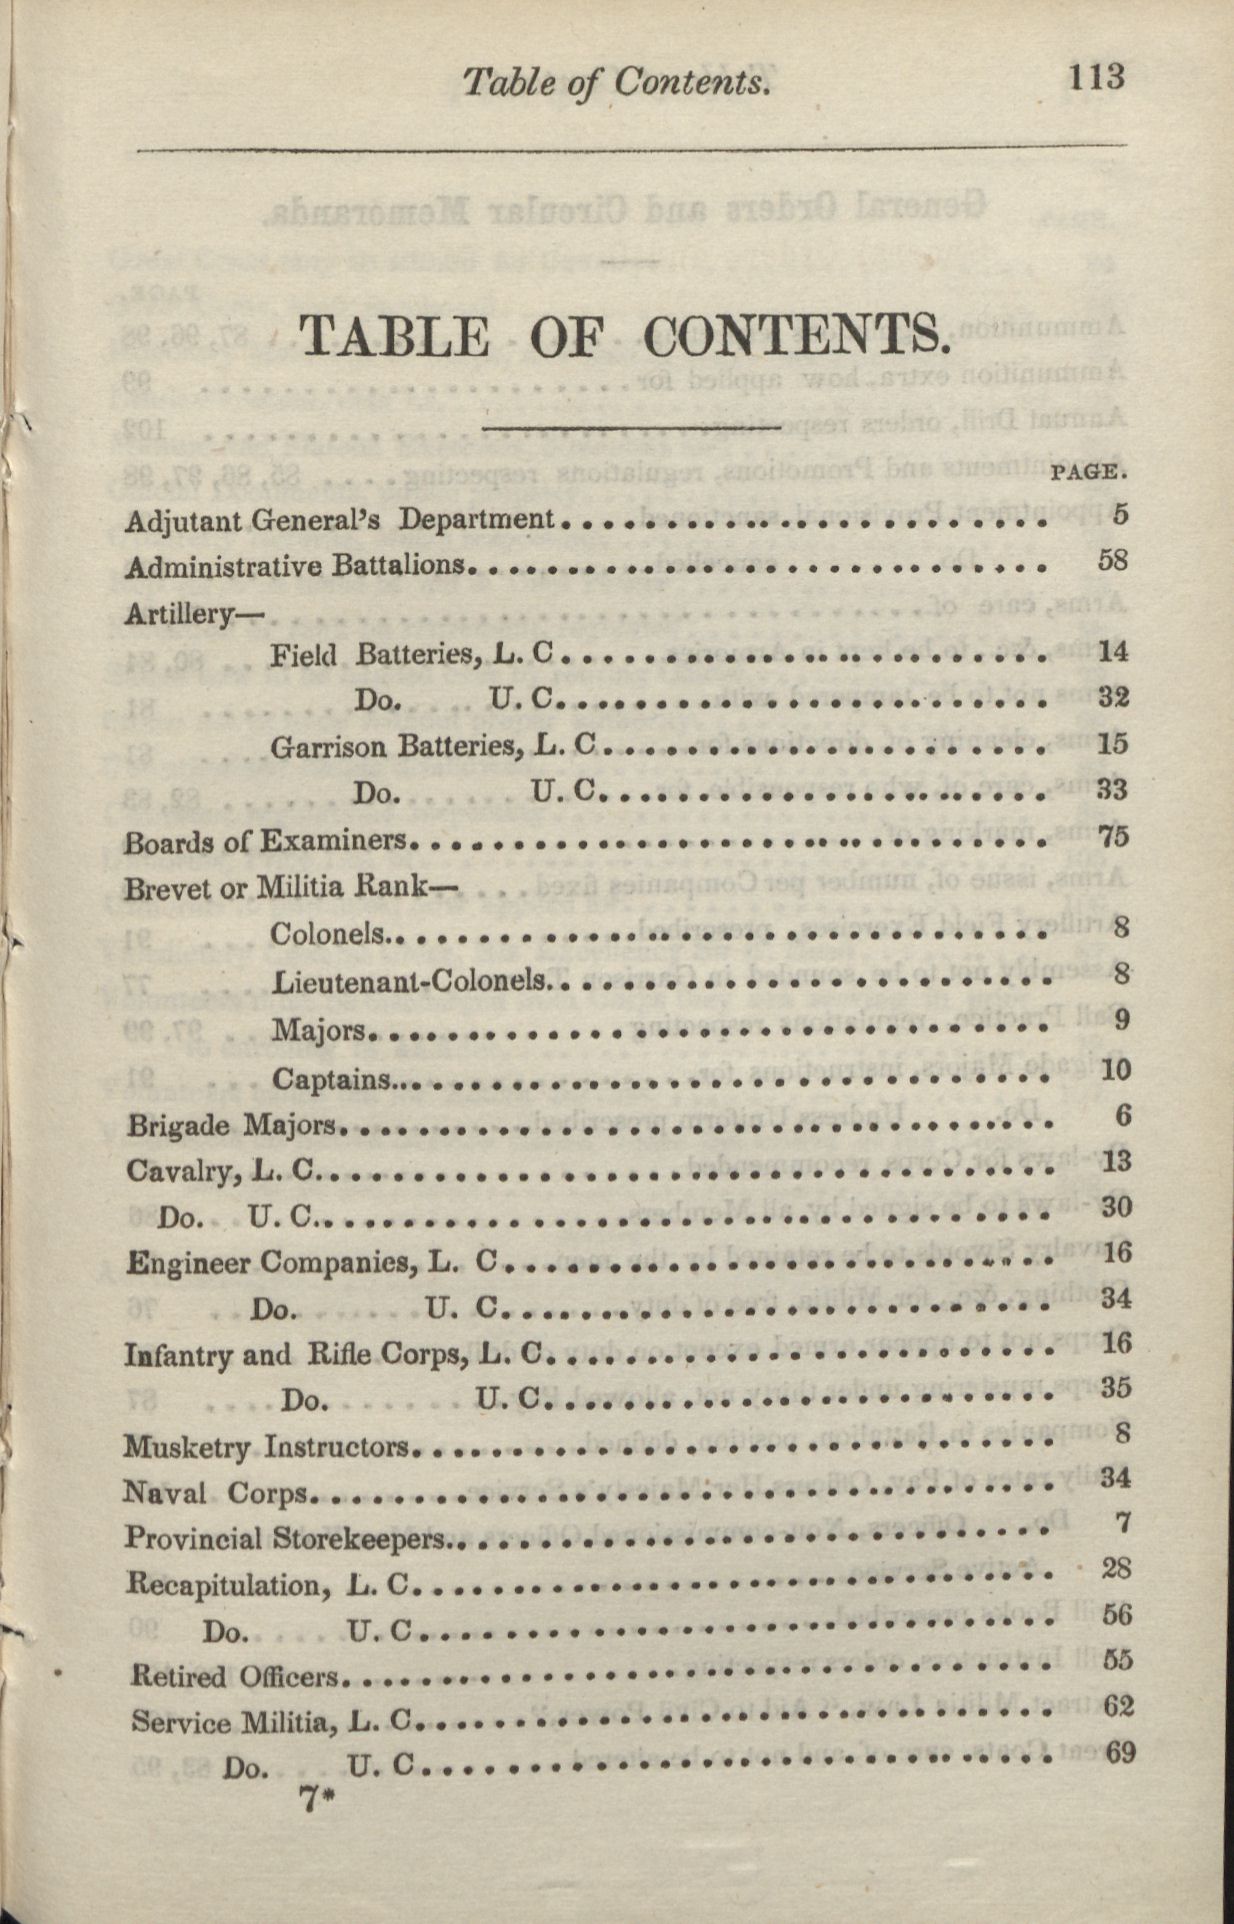 Table of Contents. 113
TABLE OF CONTENTS.
PAGE.
Adjutant General's Department........................ 5
Administrative Battalions............................ 58
Artillery—
Field Batteries, L. C........................ 14
Do. U. C........................ 32
Garrison Batteries, L. C...................... 15
Do. U. C...................... 33
Boards of Examiners............................... 75
Brevet or Militia Rank—
Colonels................................ 8
Lieutenant-Colonels........................ 8
Majors................................ 9
Captains................................ 10
Brigade Majors................................... 6
Cavalry, L. C.................................... 13
Do. U. C.................................... 30
Engineer Companies, L. C........................... 16
Do. U. C........................... 34
Infantry and Rifle Corps, L. C......................... 16
Do. U. C......................... 35
Musketry Instructors............................... 8
Naval Corps.................................... 34
Provincial Storekeepers............................. 7
Recapitulation, L. C............................... 28
Do. U. C............................... 56
Retired Officers................................... 55
Service Militia, L. C............................... 62
Do. U. C............................... 69
7*